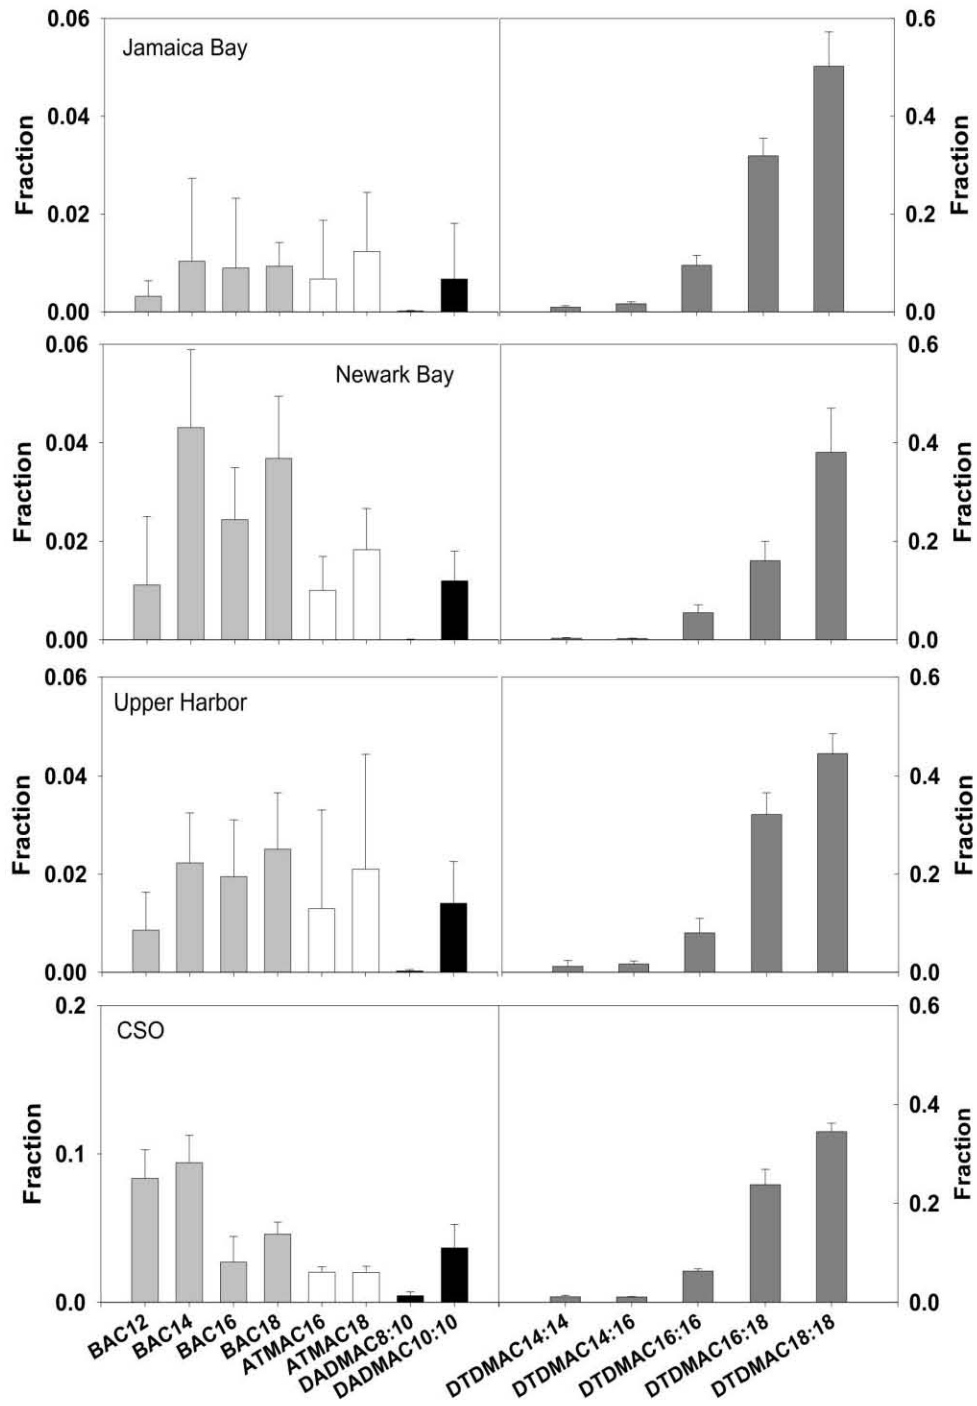 Jamaica Bay
Fraction
0.06
0.04
0.02
0.00
0.6
0.4
0.2
0.0
Fraction
Newark Bay
Fraction
0.06
0.04
0.02
0.00
0.6
0.4
0.2
0.0
Fraction
Upper Harbor
Fraction
0.06
0.04
0.02
0.00
0.6
0.4
0.2
0.0
Fraction
CSO
Fraction
0.2
0.1
0.0
0.6
0.4
0.2
0.0
Fraction
BAC12
BAC14
BAC16
BAC18
ATMAC16
ATMAC18
DADMAC8:10
DADMAC10:10
DTDMAC14:14
DTDMAC14:16
DTDMAC16:16
DTDMAC16:18
DTDMAC18:18